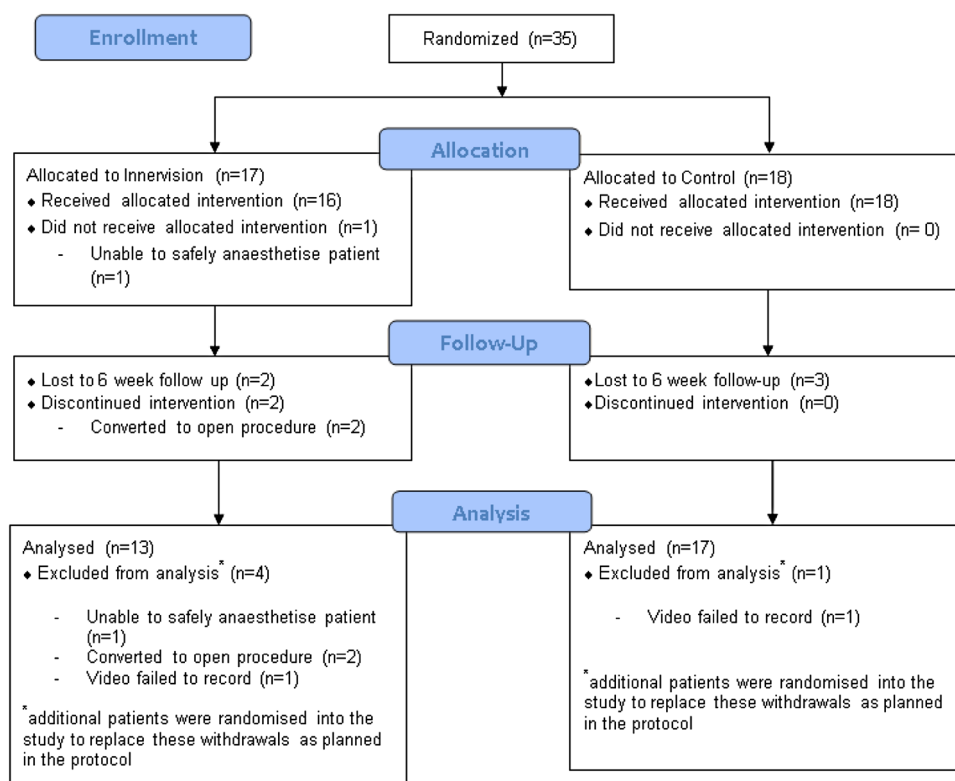 Enrollment
Randomized (n=35)
Allocation
Allocated to Innervision (n=17)
♦ Received allocated intervention (n=16)
♦ Did not receive allocated intervention (n=1)
- Unable to safely anaesthetise patient
(n=1)
Allocated to Control (n=18)
♦ Received allocated intervention (n=18)
♦ Did not receive allocated intervention (n= 0)
Follow-Up
♦ Lost to 6 week follow up (n=2)
♦ Discontinued intervention (n=2)
- Converted to open procedure (n=2)
♦Lost to 6 week follow-up (n=3)
♦Discontinued intervention (n=0)
Analysis
Analysed (n=13)
♦ Excluded from analysis* (n=4)
- Unable to safely anaesthetise patient
(n=1)
- Converted to open procedure (n=2)
- Video failed to record (n=1)
*additional patients were randomised into the
study to replace these withdrawals as planned
in the protocol
Analysed (n=17)
♦ Excluded from analysis* (n=1)
- Video failed to record (n=1)
*additional patients were randomised into the
study to replace these withdrawals as planned
in the protocol